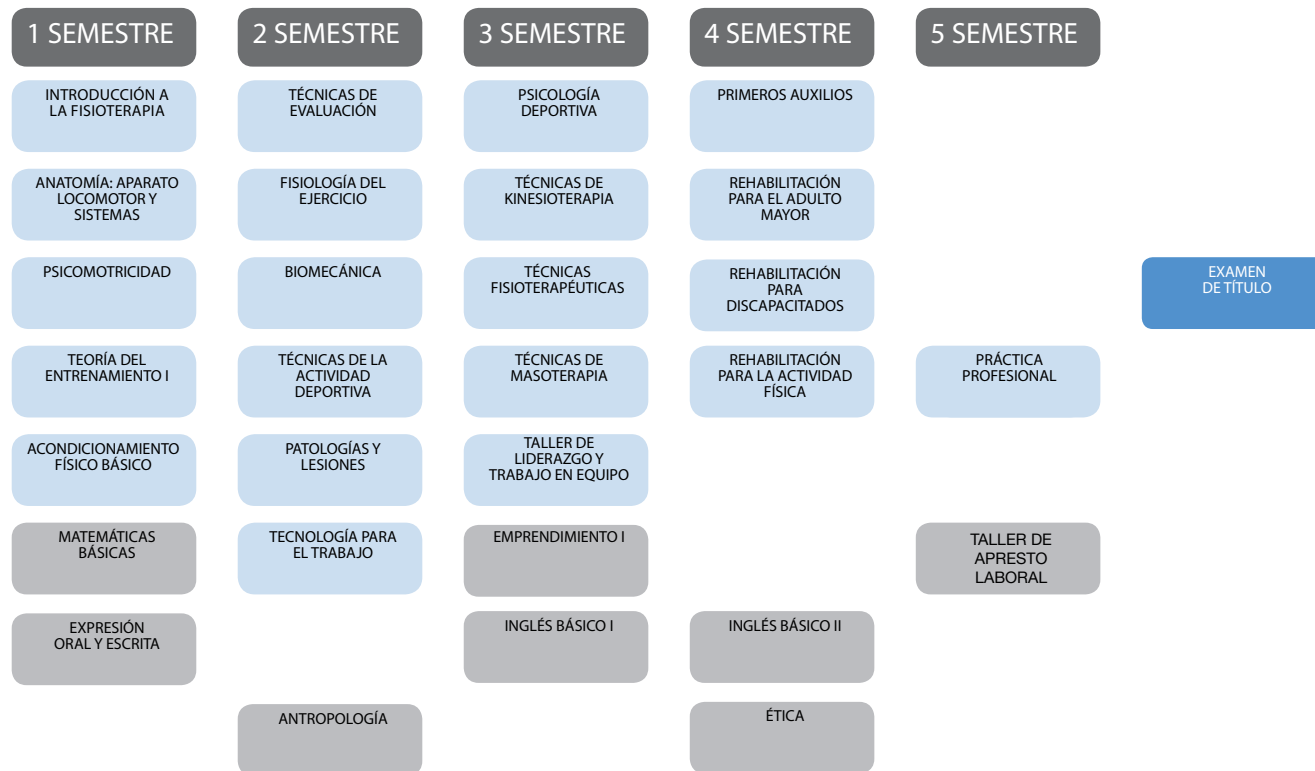 1 SEMESTRE
INTRODUCCIÓN A
LA FISIOTERAPIA
ANATOMÍA: APARATO
LOCOMOTOR Y
SISTEMAS
PSICOMOTRICIDAD
TEORÍA DEL
ENTRENAMIENTO I
ACONDICIONAMIENTO
FÍSICO BÁSICO
MATEMÁTICAS
BÁSICAS
EXPRESIÓN
ORAL Y ESCRITA
2 SEMESTRE
TÉCNICAS DE
EVALUACIÓN
FISIOLOGÍA DEL
EJERCICIO
BIOMECÁNICA
TÉCNICAS DE LA
ACTIVIDAD
DEPORTIVA
PATOLOGÍAS Y
LESIONES
TECNOLOGÍA PARA
EL TRABAJO
ANTROPOLOGÍA
3 SEMESTRE
PSICOLOGÍA
DEPORTIVA
TÉCNICAS DE
KINESIOTERAPIA
TÉCNICAS
FISIOTERAPÉUTICAS
TÉCNICAS DE
MASOTERAPIA
TALLER DE
LIDERAZGO Y
TRABAJO EN EQUIPO
EMPRENDIMIENTO I
INGLÉS BÁSICO I
4 SEMESTRE
PRIMEROS AUXILIOS
REHABILITACIÓN
PARA EL ADULTO
MAYOR
REHABILITACIÓN
PARA
DISCAPACITADOS
REHABILITACIÓN
PARA LA ACTIVIDAD
FÍSICA
INGLÉS BÁSICO II
ÉTICA
5 SEMESTRE
PRÁCTICA
PROFESIONAL
TALLER DE
APRESTO
LABORAL
EXAMEN
DE TÍTULO